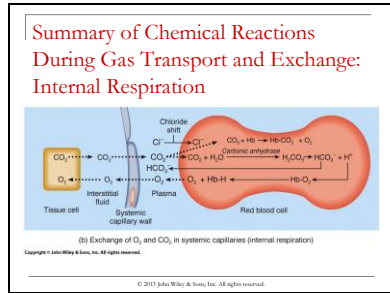 Summary of Chemical Reactions
During Gas Transport and Exchange:
Internal Respiration
Chloride
shift
Cl⁻ Cl⁻
CO₂ + Hb Hb-CO₂ + O₂
Carbonic anhydrase
CO₂ CO₂ CO₂ CO₂ + H₂O H₂CO₃ HCO₃⁻ + H⁺
HCO₃⁻
O₂ O₂ O₂ O₂ + Hb-H Hb-O₂
Interstitial
fluid
Plasma
Tissue cell
Systemic
capillary wall
Red blood cell
(b) Exchange of O₂ and CO₂ in systemic capillaries (internal respiration)
Copyright © John Wiley & Sons, Inc. All rights reserved.
© 2013 John Wiley & Sons, Inc. All rights reserved.